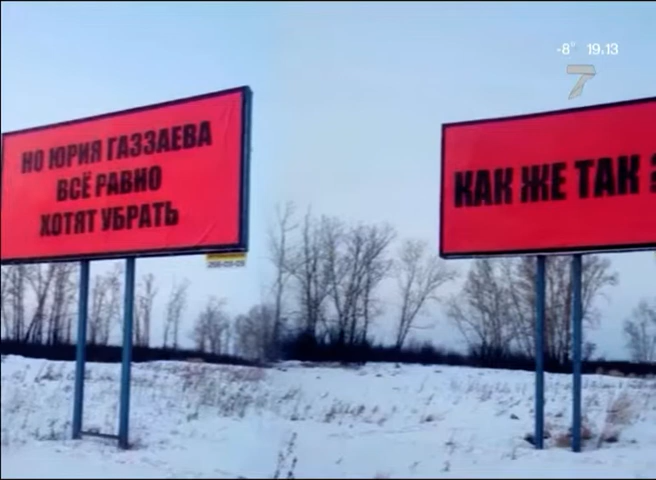 -8° 19.13
7
НО ЮРИЯ ГАЗЗАЕВА
ВСЁ РАВНО
ХОТЯТ УБРАТЬ
КАК ЖЕ ТАК ?